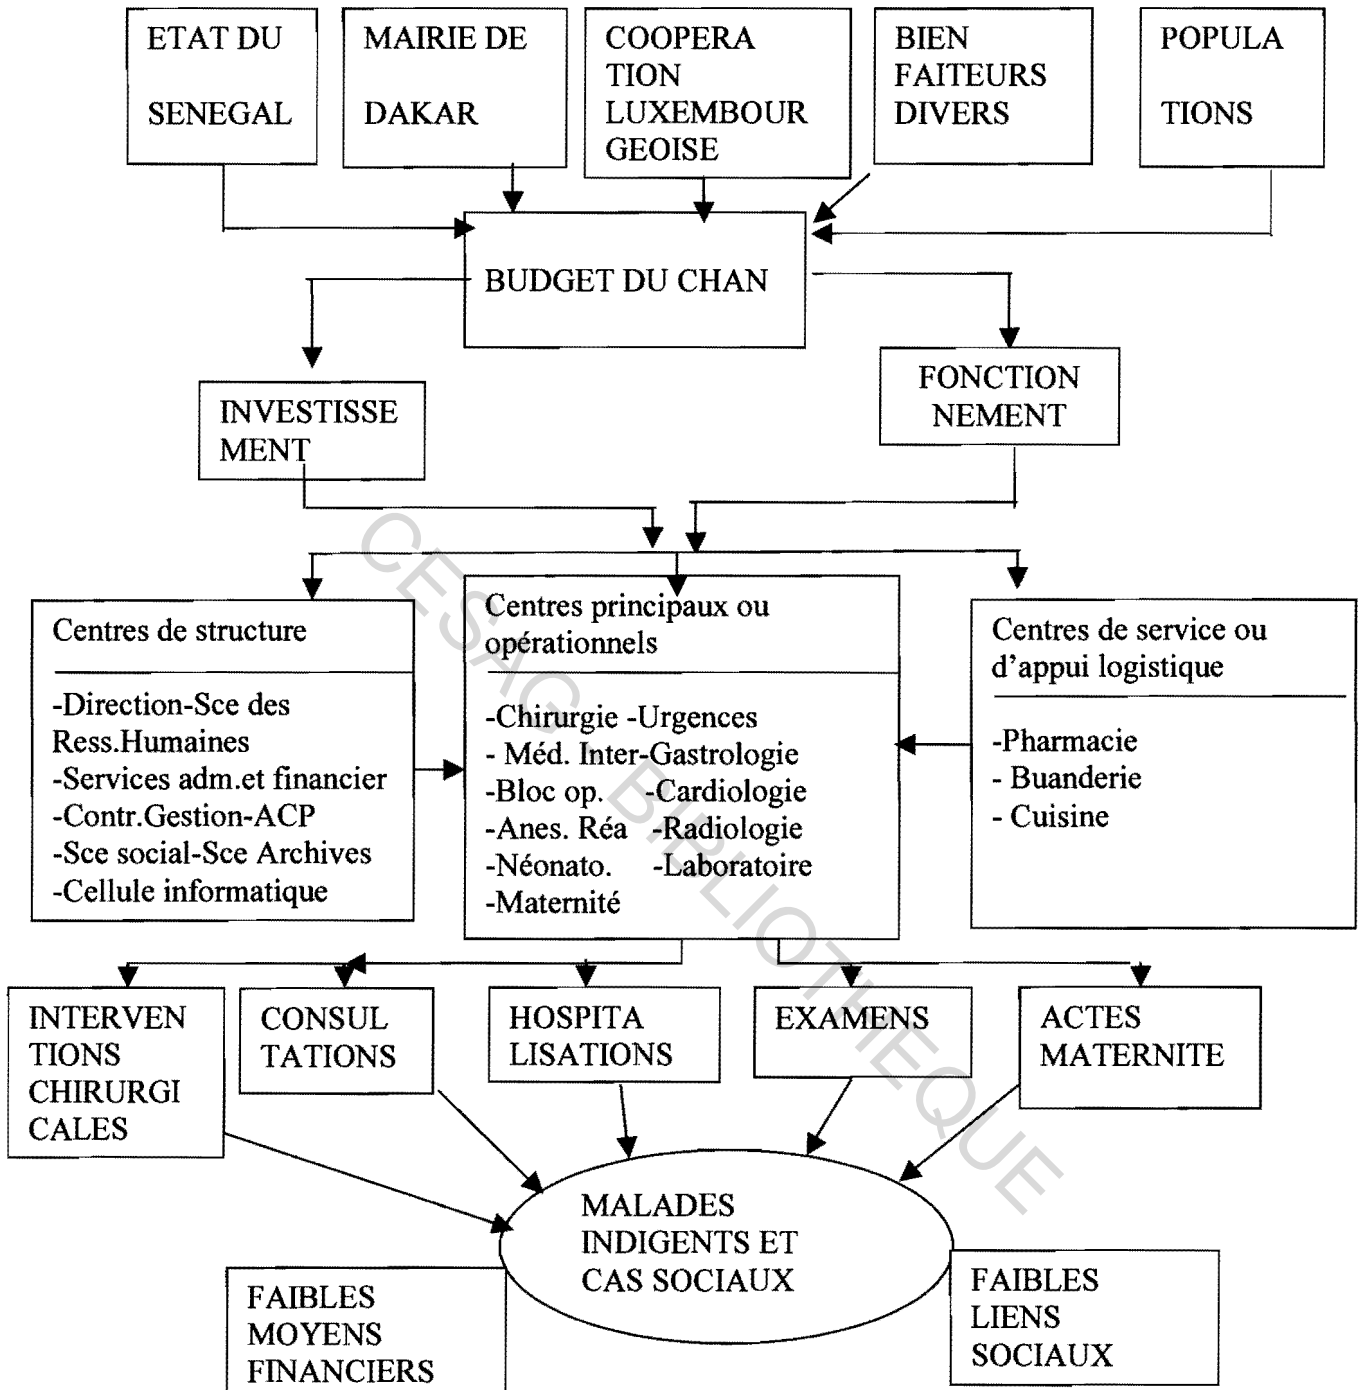 ETAT DU
SENEGAL
MAIRIE DE
DAKAR
COOPERA
TION
LUXEMBOUR
GEOISE
BIEN
FAITEURS
DIVERS
POPULA
TIONS
BUDGET DU CHAN
INVESTISSE
MENT
FONCTION
NEMENT
Centres de structure
-Direction-Sce des
Ress.Humaines
-Services adm.et financier
-Contr.Gestion-ACP
-Sce social-Sce Archives
-Cellule informatique
Centres principaux ou
opérationnels
-Chirurgie -Urgences
- Méd. Inter-Gastrologie
-Bloc op. -Cardiologie
-Anes. Réa -Radiologie
-Néonato. -Laboratoire
-Maternité
Centres de service ou
d'appui logistique
-Pharmacie
- Buanderie
- Cuisine
INTERVEN
TIONS
CHIRURGI
CALES
CONSUL
TATIONS
HOSPITA
LISATIONS
EXAMENS
ACTES
MATERNITE
MALADES
INDIGENTS ET
CAS SOCIAUX
FAIBLES
MOYENS
FINANCIERS
FAIBLES
LIENS
SOCIAUX
CESAG - BIBLIOTHEQUE